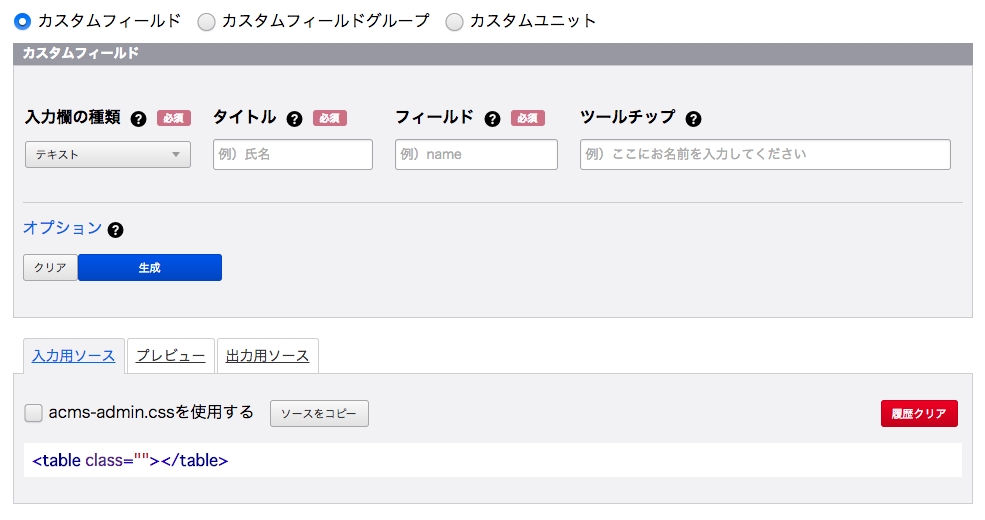 カスタムフィールド カスタムフィールドグループ カスタムユニット
カスタムフィールド
入力欄の種類 ? 必須 タイトル ? 必須 フィールド ? 必須 ツールチップ ?
テキスト 例）氏名 例）name 例）ここにお名前を入力してください
オプション ?
クリア 生成
入力用ソース プレビュー 出力用ソース
acms-admin.cssを使用する ソースをコピー 履歴クリア
<table class=""></table>